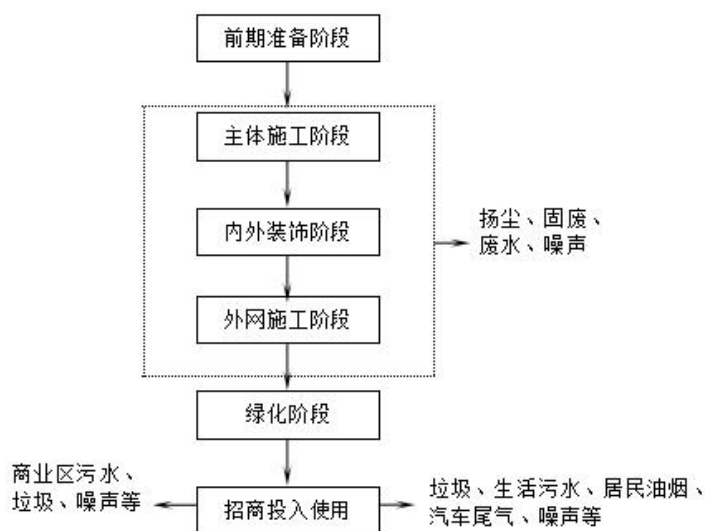 前期准备阶段
主体施工阶段
内外装饰阶段
扬尘、固废、
废水、噪声
外网施工阶段
绿化阶段
商业区污水、
垃圾、噪声等
招商投入使用
垃圾、生活污水、居民油烟、
汽车尾气、噪声等